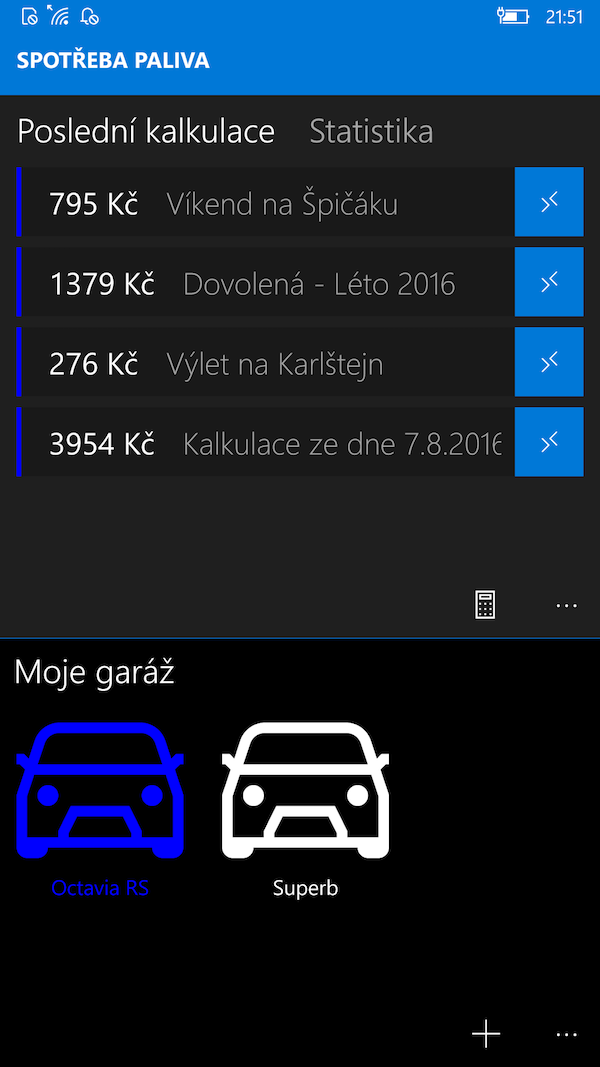 21:51
SPOTŘEBA PALIVA
Poslední kalkulace Statistika
795 Kč Víkend na Špičáku
1379 Kč Dovolená - Léto 2016
276 Kč Výlet na Karlštejn
3954 Kč Kalkulace ze dne 7.8.2016
Moje garáž
Octavia RS Superb